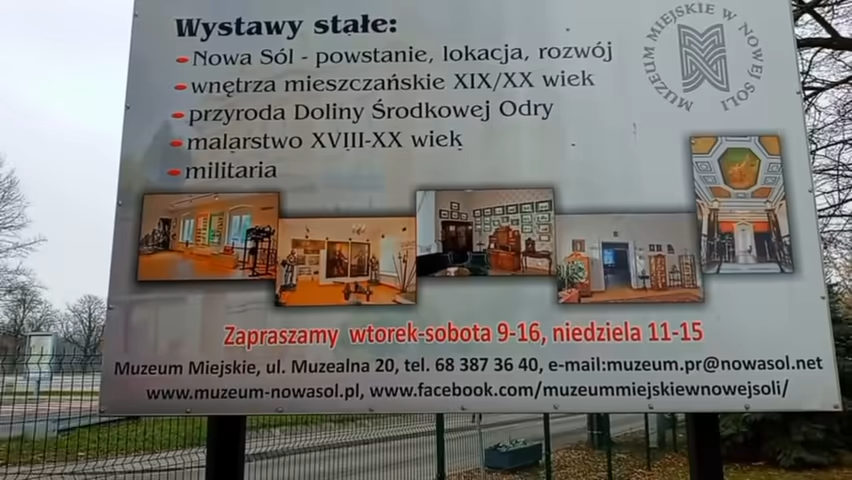 Wystawy stałe:
Nowa Sól - powstanie, lokacja, rozwój
wnętrza mieszczańskie XIX/XX wiek
przyroda Doliny Środkowej Odry
malarstwo XVIII-XX wiek
militaria
MUZEUM MIEJSKIE W NOWEJ SOLI
Zapraszamy wtorek-sobota 9-16, niedziela 11-15
Muzeum Miejskie, ul. Muzealna 20, tel. 68 387 36 40, e-mail:muzeum.pr@nowasol.net
www.muzeum-nowasol.pl, www.facebook.com/muzeummiejskiewnowejsoli/